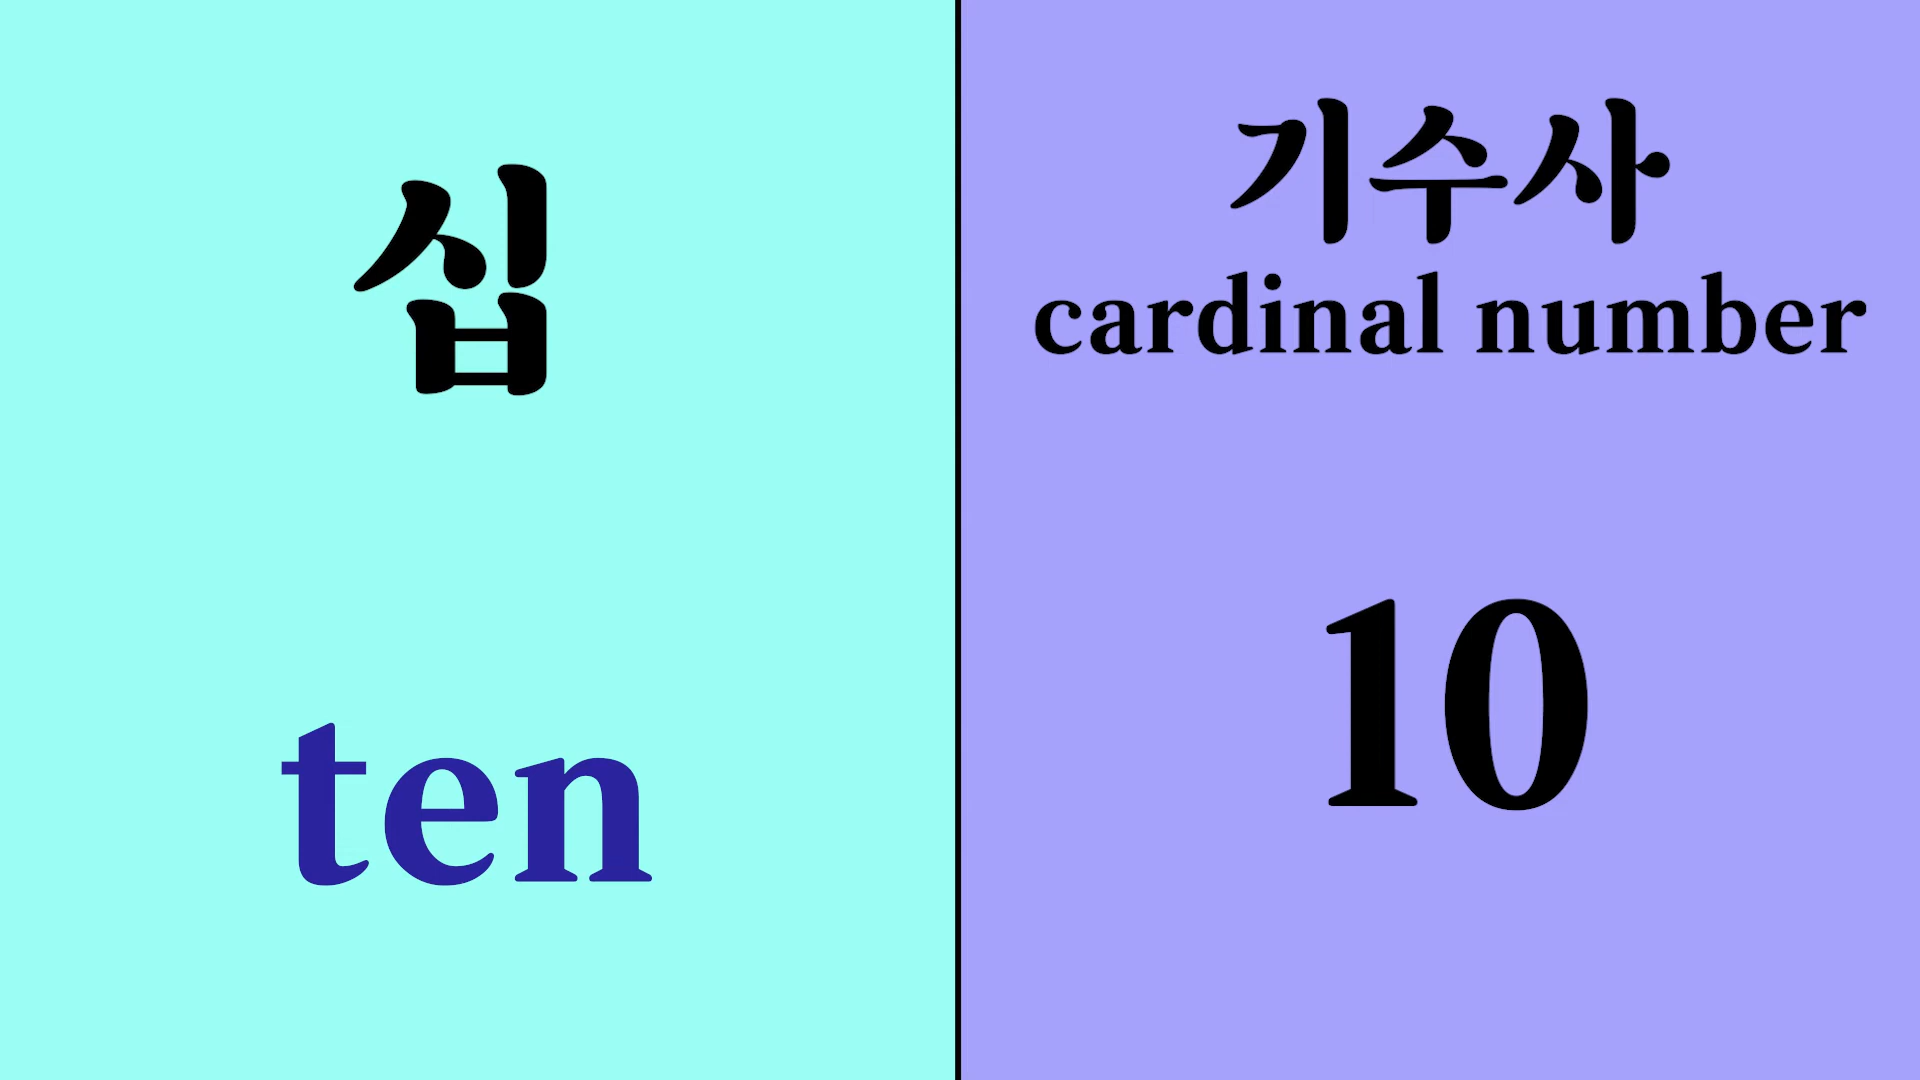 십
ten
기수사
cardinal number
10